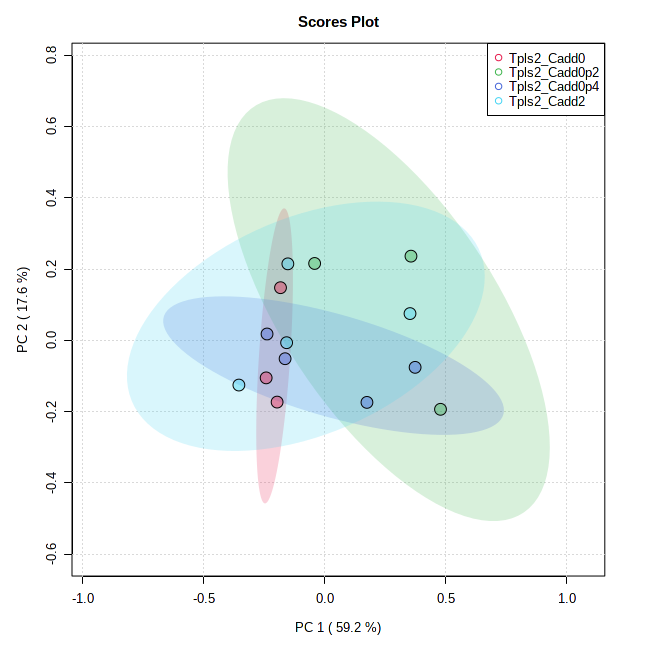 Scores Plot
Tpls2_Cadd0
Tpls2_Cadd0p2
Tpls2_Cadd0p4
Tpls2_Cadd2
PC 2 ( 17.6 %)
0.8
0.6
0.4
0.2
0.0
-0.2
-0.4
-0.6
-1.0 -0.5 0.0 0.5 1.0
PC 1 ( 59.2 %)